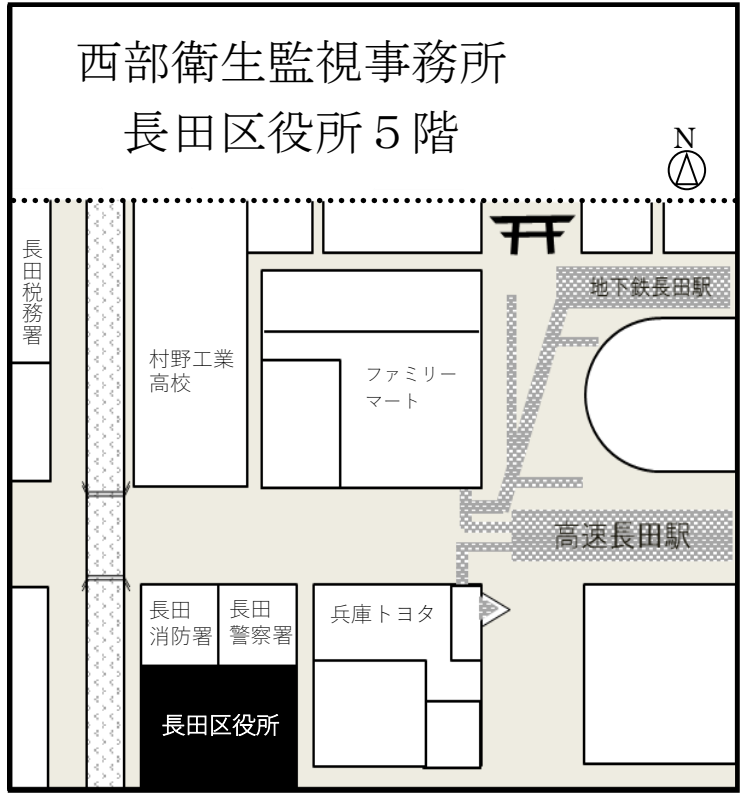 西部衛生監視事務所
長田区役所５階
N
長田税務署
地下鉄長田駅
村野工業
高校
ファミリー
マート
高速長田駅
長田
消防署
長田
警察署
兵庫トヨタ
長田区役所